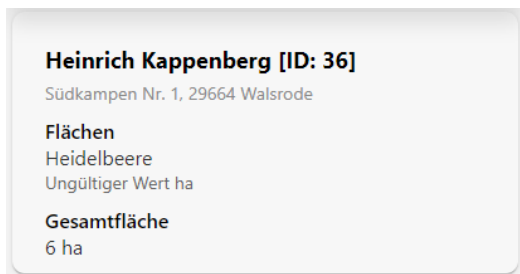 Heinrich Kappenberg [ID: 36]
Südkampen Nr. 1, 29664 Walsrode
Flächen
Heidelbeere
Ungültiger Wert ha
Gesamtfläche
6 ha